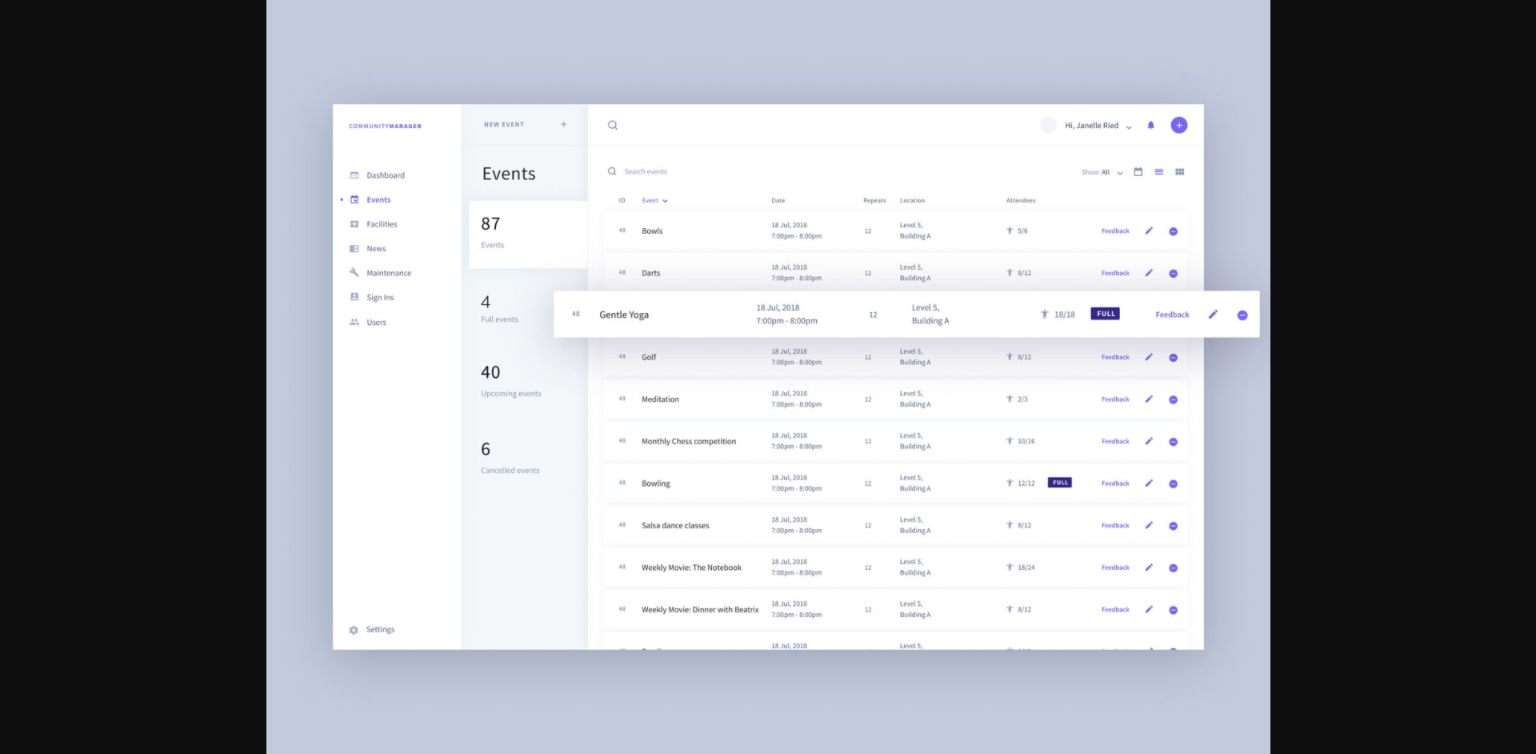 COMMUNITYMANAGER
Dashboard
Events
Facilities
News
Maintenance
Sign Ins
Users
Settings
NEW EVENT +
Events
87
Events
4
Full events
40
Upcoming events
6
Cancelled events
Hi, Janelle Ried
Search events
Show: All
ID Event Date Repeats Location Attendees
48 Bowls 18 Jul, 2018 12 Level 5, 5/6 Feedback
7:00pm - 8:00pm Building A
48 Darts 18 Jul, 2018 12 Level 5, 8/12 Feedback
7:00pm - 8:00pm Building A
48 Gentle Yoga 18 Jul, 2018 12 Level 5, 18/18 FULL Feedback
7:00pm - 8:00pm Building A
48 Golf 18 Jul, 2018 12 Level 5, 8/12 Feedback
7:00pm - 8:00pm Building A
48 Meditation 18 Jul, 2018 12 Level 5, 2/3 Feedback
7:00pm - 8:00pm Building A
48 Monthly Chess competition 18 Jul, 2018 12 Level 5, 10/16 Feedback
7:00pm - 8:00pm Building A
48 Bowling 18 Jul, 2018 12 Level 5, 12/12 FULL Feedback
7:00pm - 8:00pm Building A
48 Salsa dance classes 18 Jul, 2018 12 Level 5, 8/12 Feedback
7:00pm - 8:00pm Building A
48 Weekly Movie: The Notebook 18 Jul, 2018 12 Level 5, 18/24 Feedback
7:00pm - 8:00pm Building A
48 Weekly Movie: Dinner with Beatrix 18 Jul, 2018 12 Level 5, 8/12 Feedback
7:00pm - 8:00pm Building A
18 Jul, 2018 Level 5,